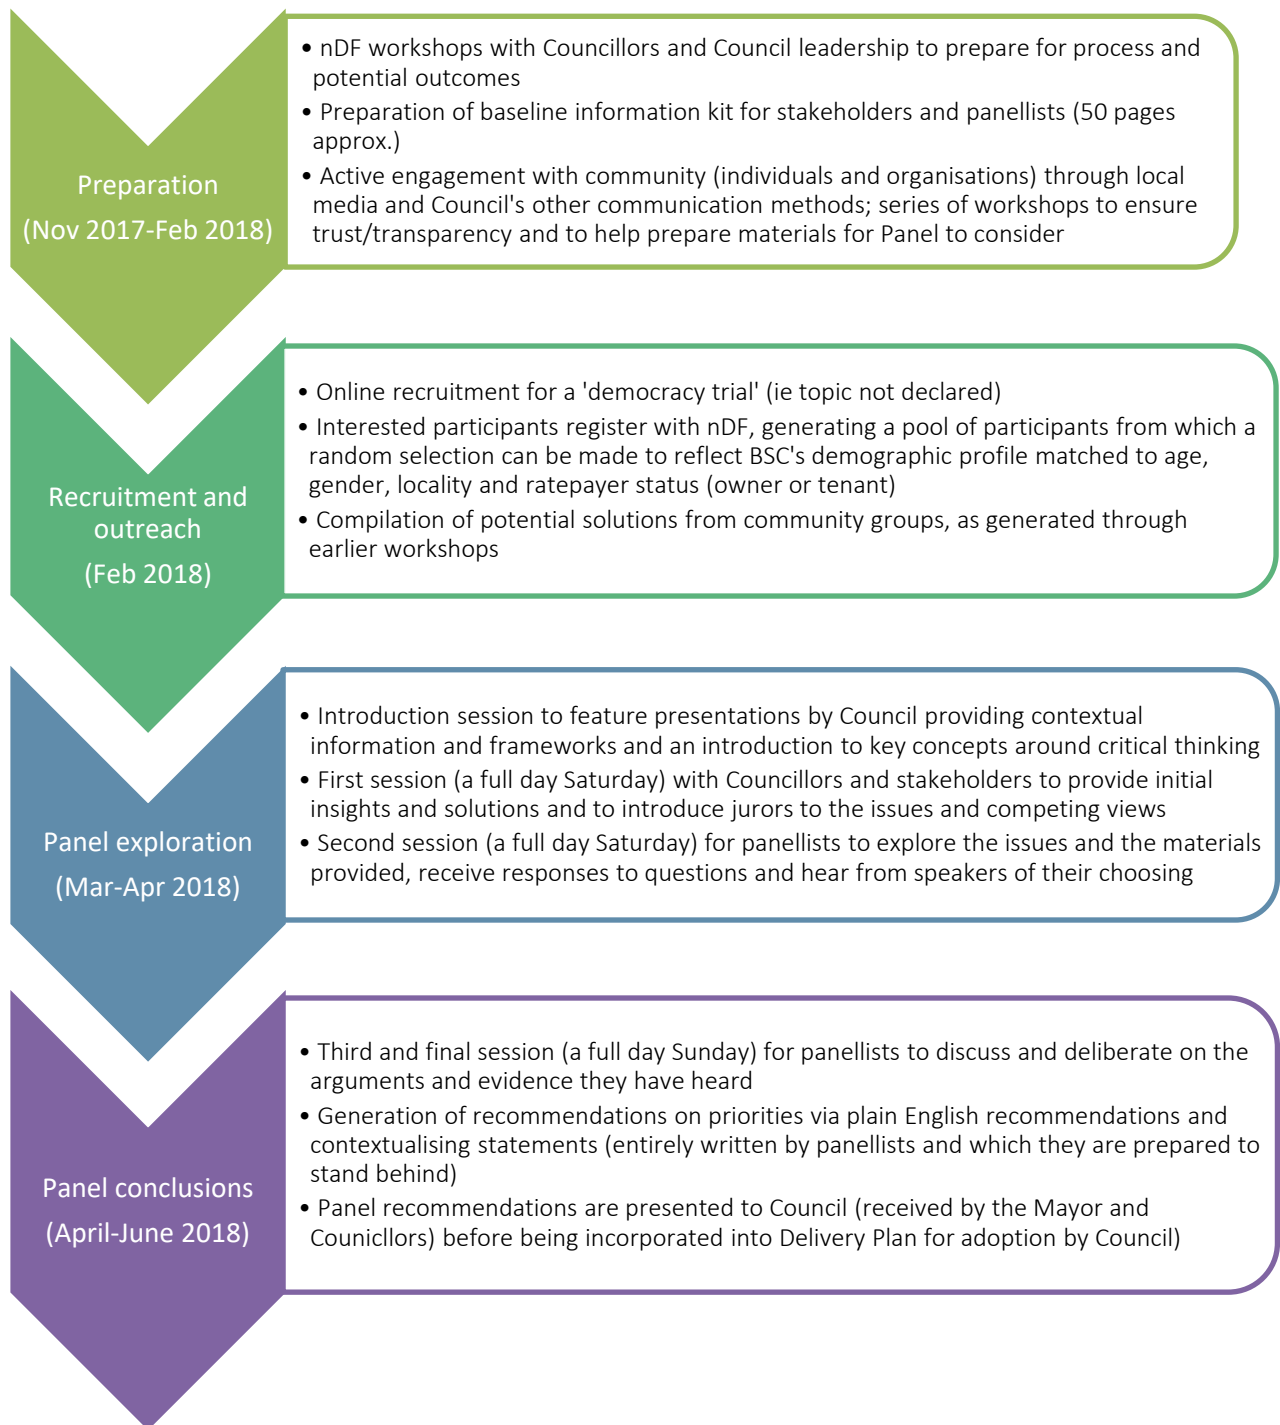 Preparation
(Nov 2017-Feb 2018)
• nDF workshops with Councillors and Council leadership to prepare for process and
potential outcomes
• Preparation of baseline information kit for stakeholders and panellists (50 pages
approx.)
• Active engagement with community (individuals and organisations) through local
media and Council's other communication methods; series of workshops to ensure
trust/transparency and to help prepare materials for Panel to consider
Recruitment and
outreach
(Feb 2018)
• Online recruitment for a 'democracy trial' (ie topic not declared)
• Interested participants register with nDF, generating a pool of participants from which a
random selection can be made to reflect BSC's demographic profile matched to age,
gender, locality and ratepayer status (owner or tenant)
• Compilation of potential solutions from community groups, as generated through
earlier workshops
Panel exploration
(Mar-Apr 2018)
• Introduction session to feature presentations by Council providing contextual
information and frameworks and an introduction to key concepts around critical thinking
• First session (a full day Saturday) with Councillors and stakeholders to provide initial
insights and solutions and to introduce jurors to the issues and competing views
• Second session (a full day Saturday) for panellists to explore the issues and the materials
provided, receive responses to questions and hear from speakers of their choosing
Panel conclusions
(April-June 2018)
• Third and final session (a full day Sunday) for panellists to discuss and deliberate on the
arguments and evidence they have heard
• Generation of recommendations on priorities via plain English recommendations and
contextualising statements (entirely written by panellists and which they are prepared to
stand behind)
• Panel recommendations are presented to Council (received by the Mayor and
Counicllors) before being incorporated into Delivery Plan for adoption by Council)